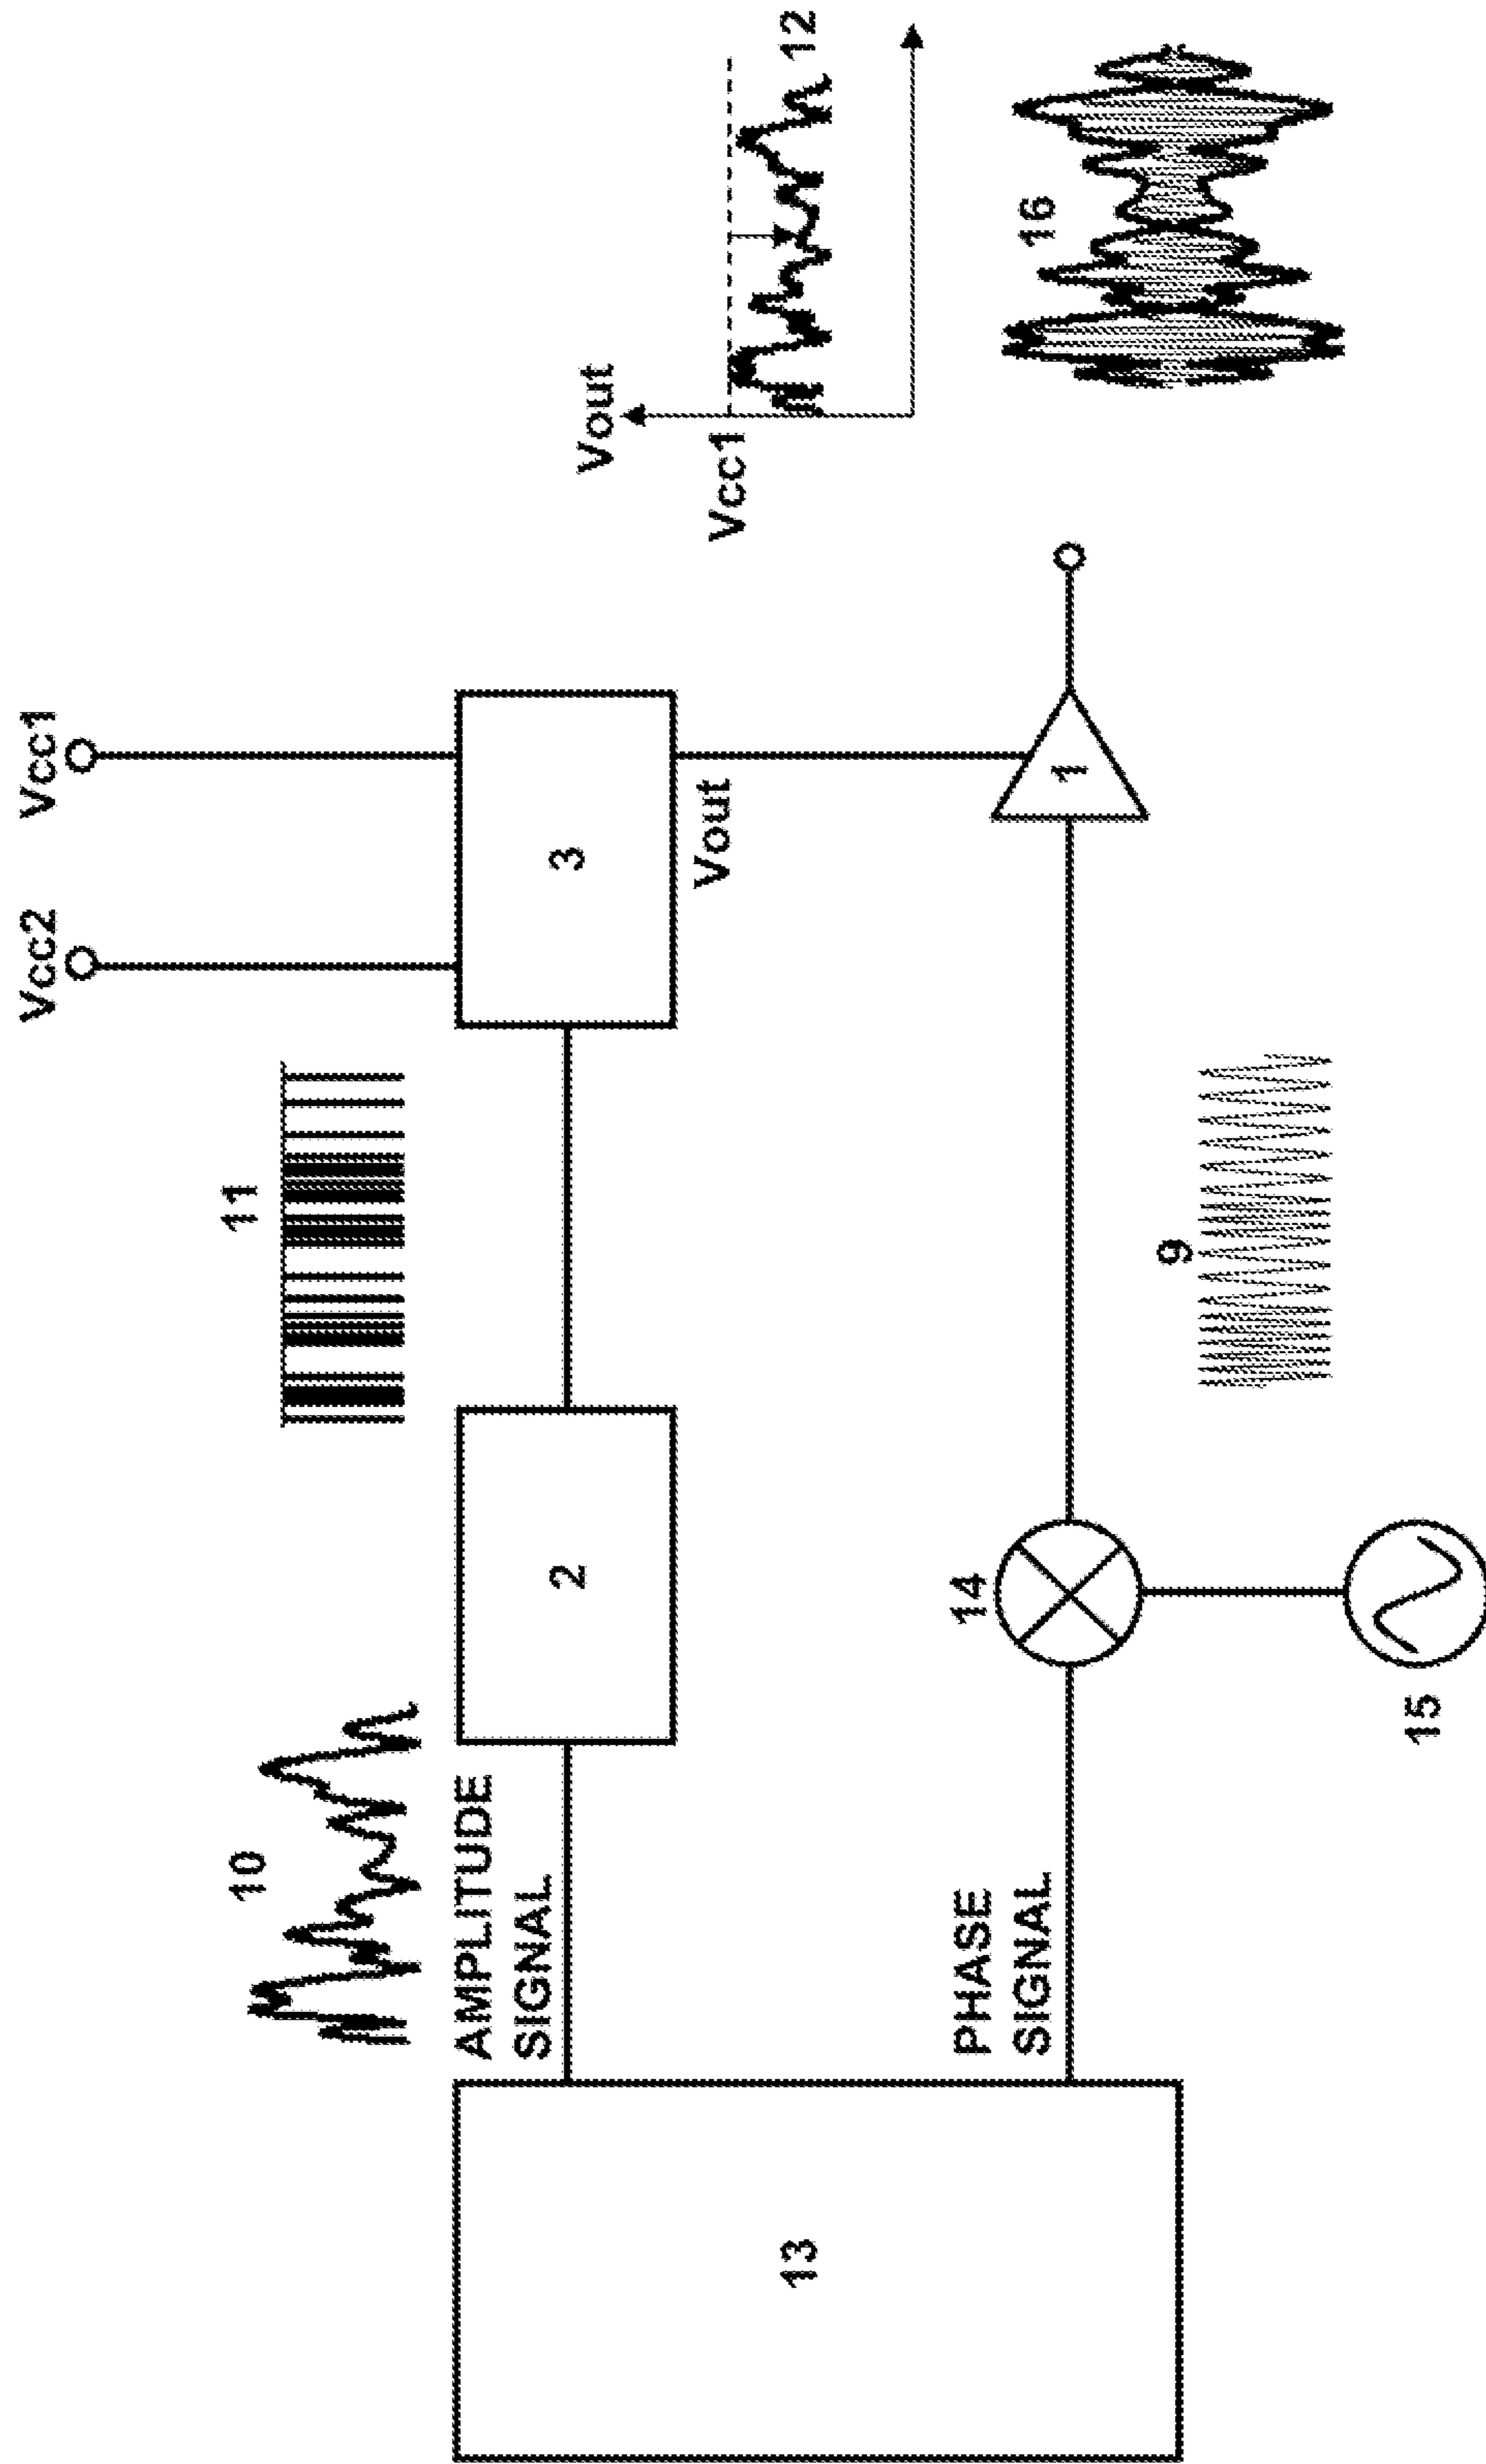 Vcc2
Vcc1
11
10
3
Vout
2
AMPLITUDE
SIGNAL
Vout
Vcc1
12
13
PHASE
SIGNAL
14
1
16
9
15